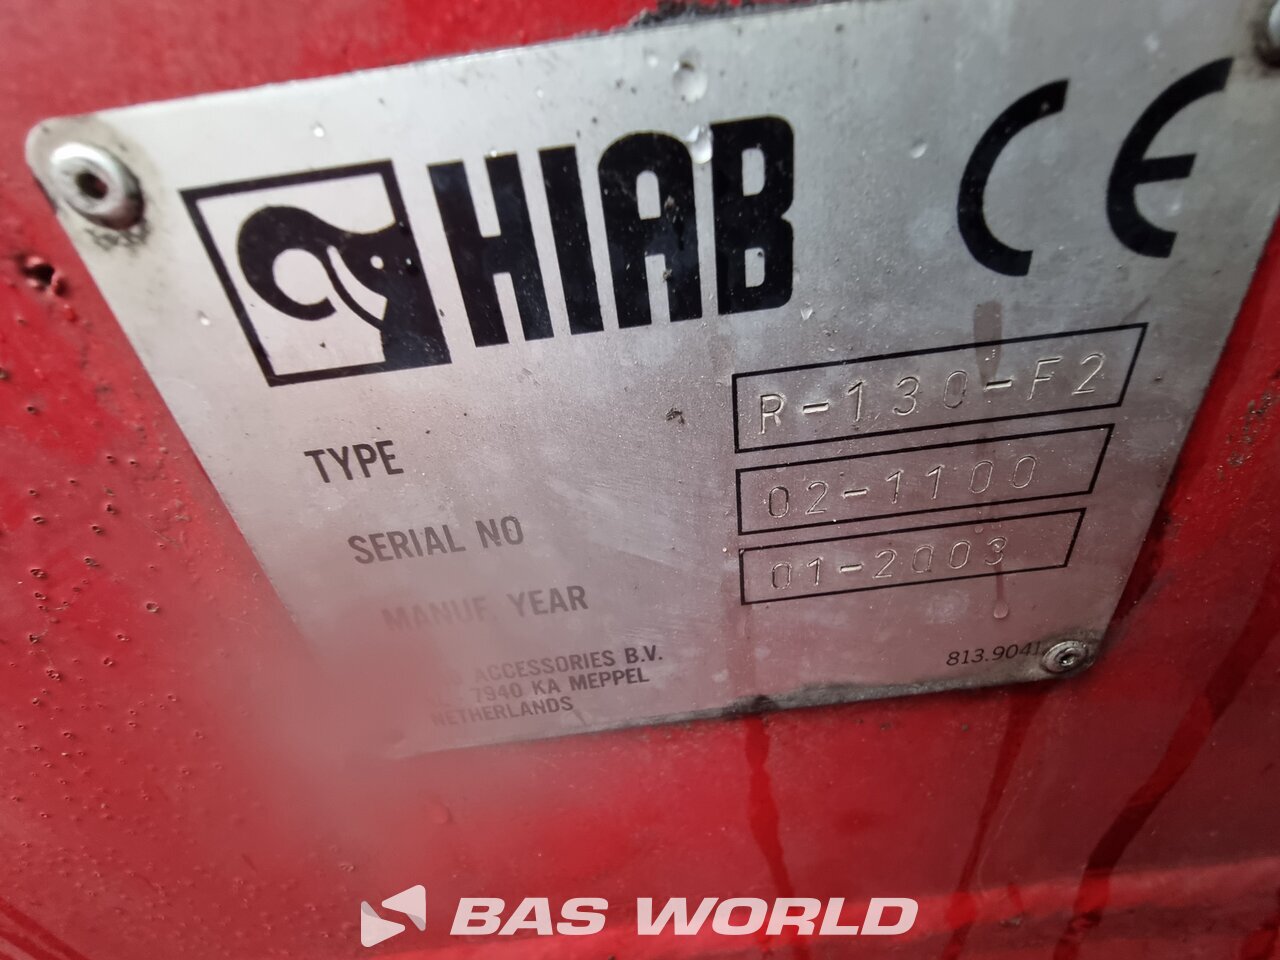 HIAB CE
TYPE R-130-F2
SERIAL NO 02-1100
MANUF. YEAR 01-2003
ACCESSORIES B.V.
7940 KA MEPPEL
NETHERLANDS
813.9041
BAS WORLD